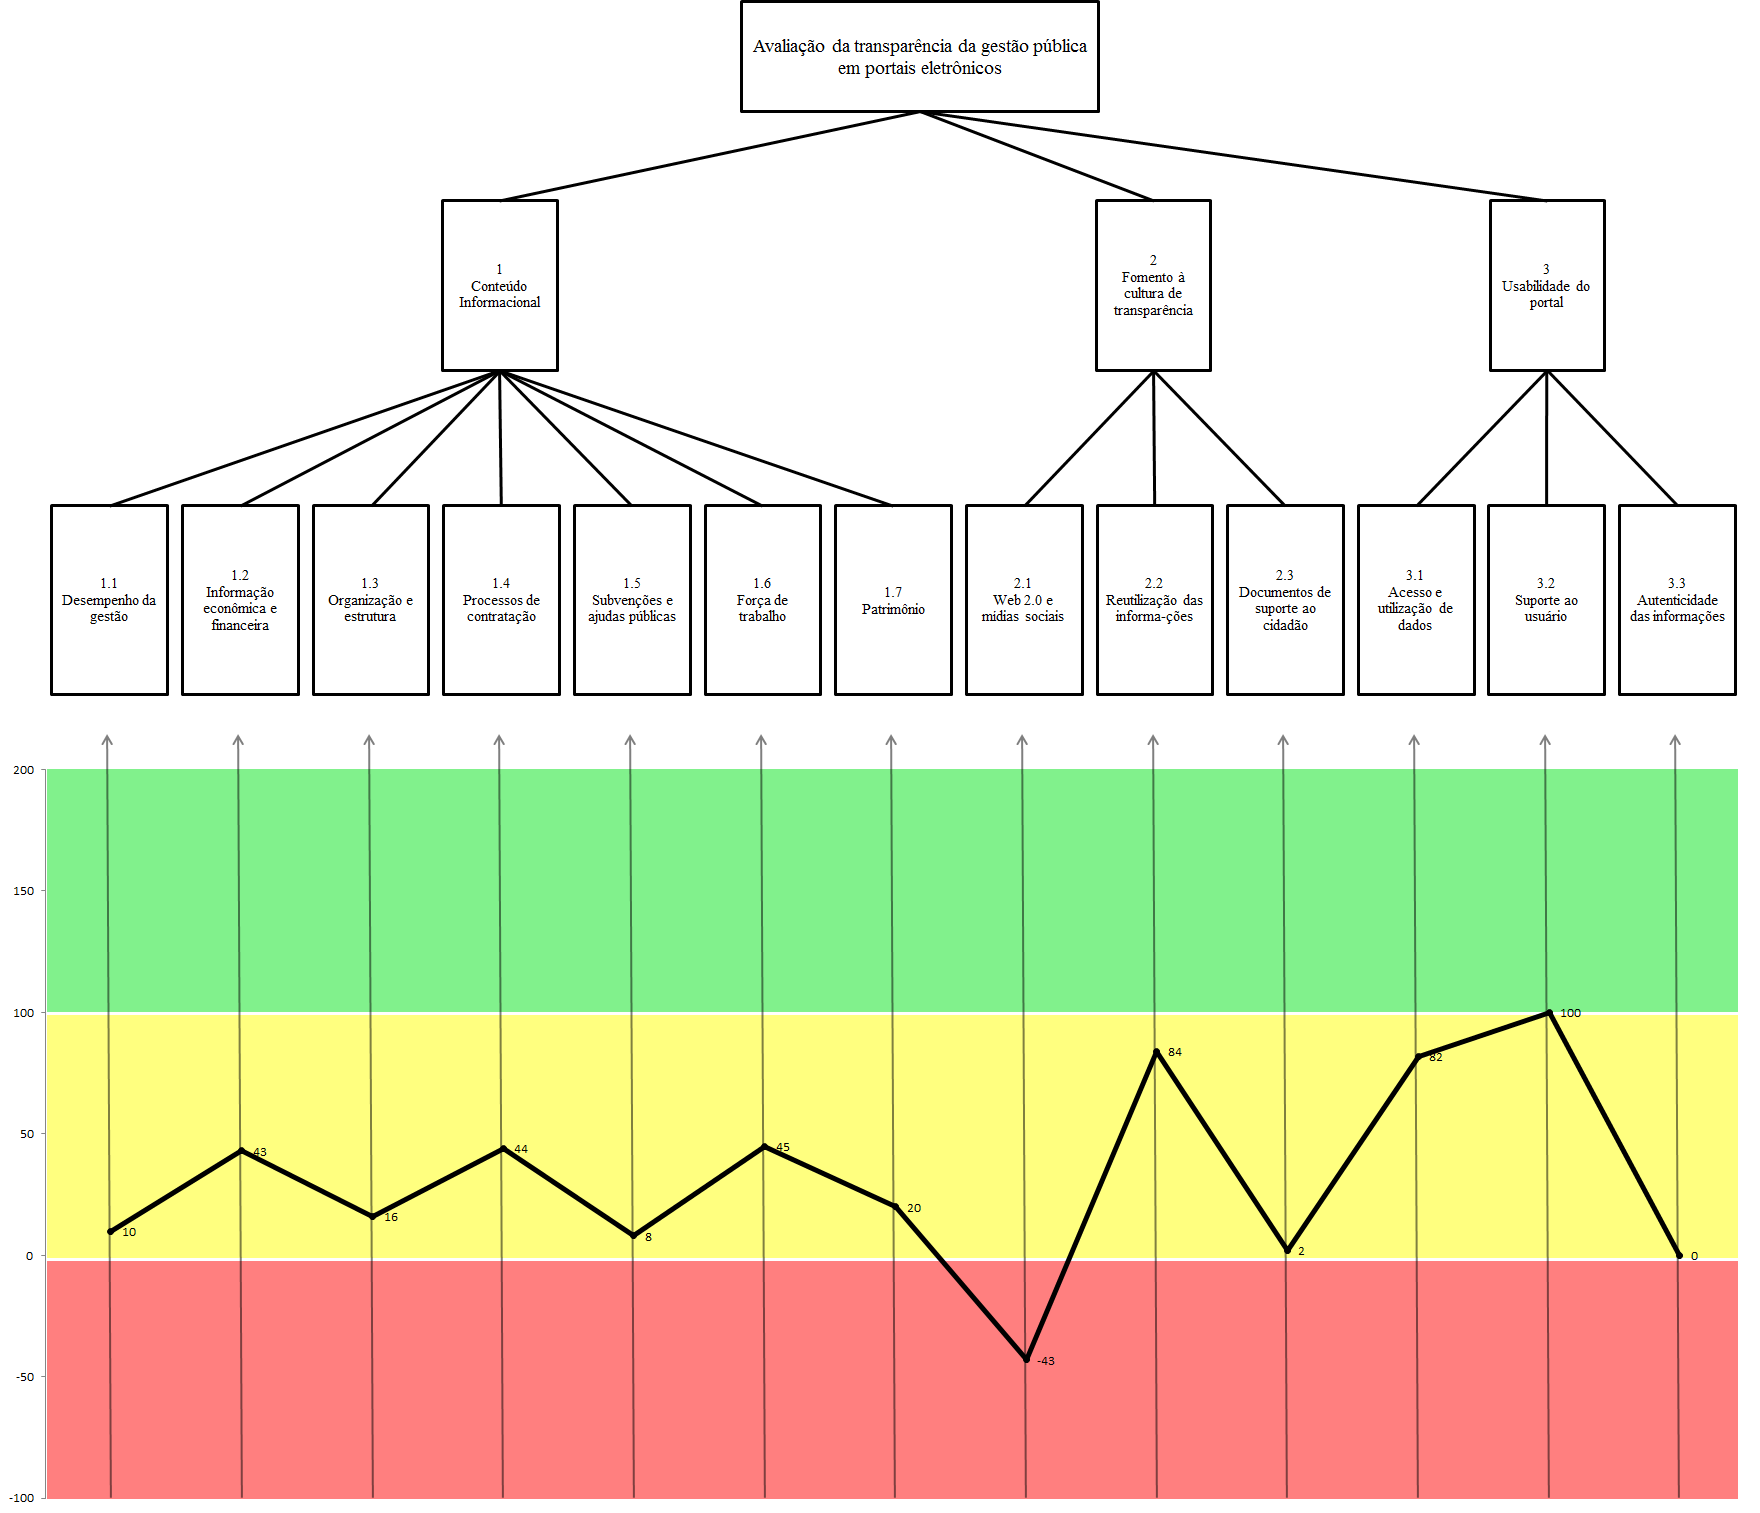 Avaliação da transparência da gestão pública
em portais eletrônicos
1
Conteúdo
Informacional
2
Fomento à
cultura de
transparência
3
Usabilidade do
portal
1.1
Desempenho da
gestão
1.2
Informação
econômica e
financeira
1.3
Organização e
estrutura
1.4
Processos de
contratação
1.5
Subvenções e
ajudas públicas
1.6
Força de
trabalho
1.7
Patrimônio
2.1
Web 2.0 e
mídias sociais
2.2
Reutilização das
informa-ções
2.3
Documentos de
suporte ao
cidadão
3.1
Acesso e
utilização de
dados
3.2
Suporte ao
usuário
3.3
Autenticidade
das informações
200
150
100
50
0
-50
-100
10
43
16
44
8
45
20
-43
84
2
82
100
0